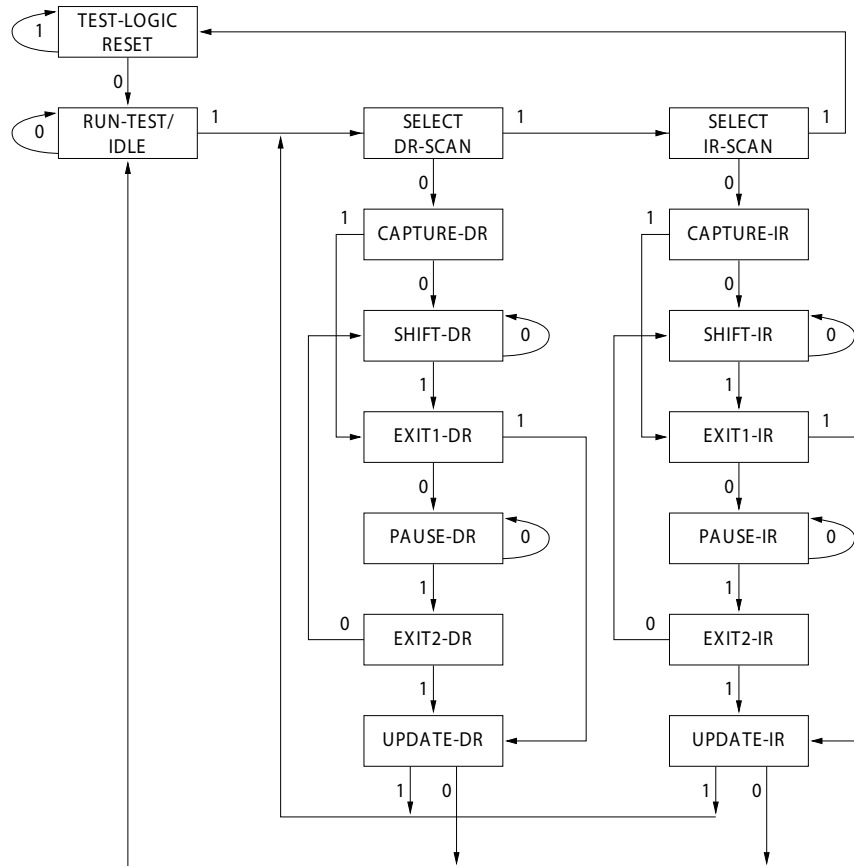 1
TEST-LOGIC
RESET
0
0
RUN-TEST/
IDLE
1
SELECT
DR-SCAN
1
SELECT
IR-SCAN
1
0
0
1
CAPTURE-DR
1
CAPTURE-IR
0
0
SHIFT-DR
0
SHIFT-IR
0
1
1
EXIT1-DR
1
EXIT1-IR
1
0
0
PAUSE-DR
0
PAUSE-IR
0
1
1
0
EXIT2-DR
0
EXIT2-IR
1
1
UPDATE-DR
UPDATE-IR
1
0
1
0